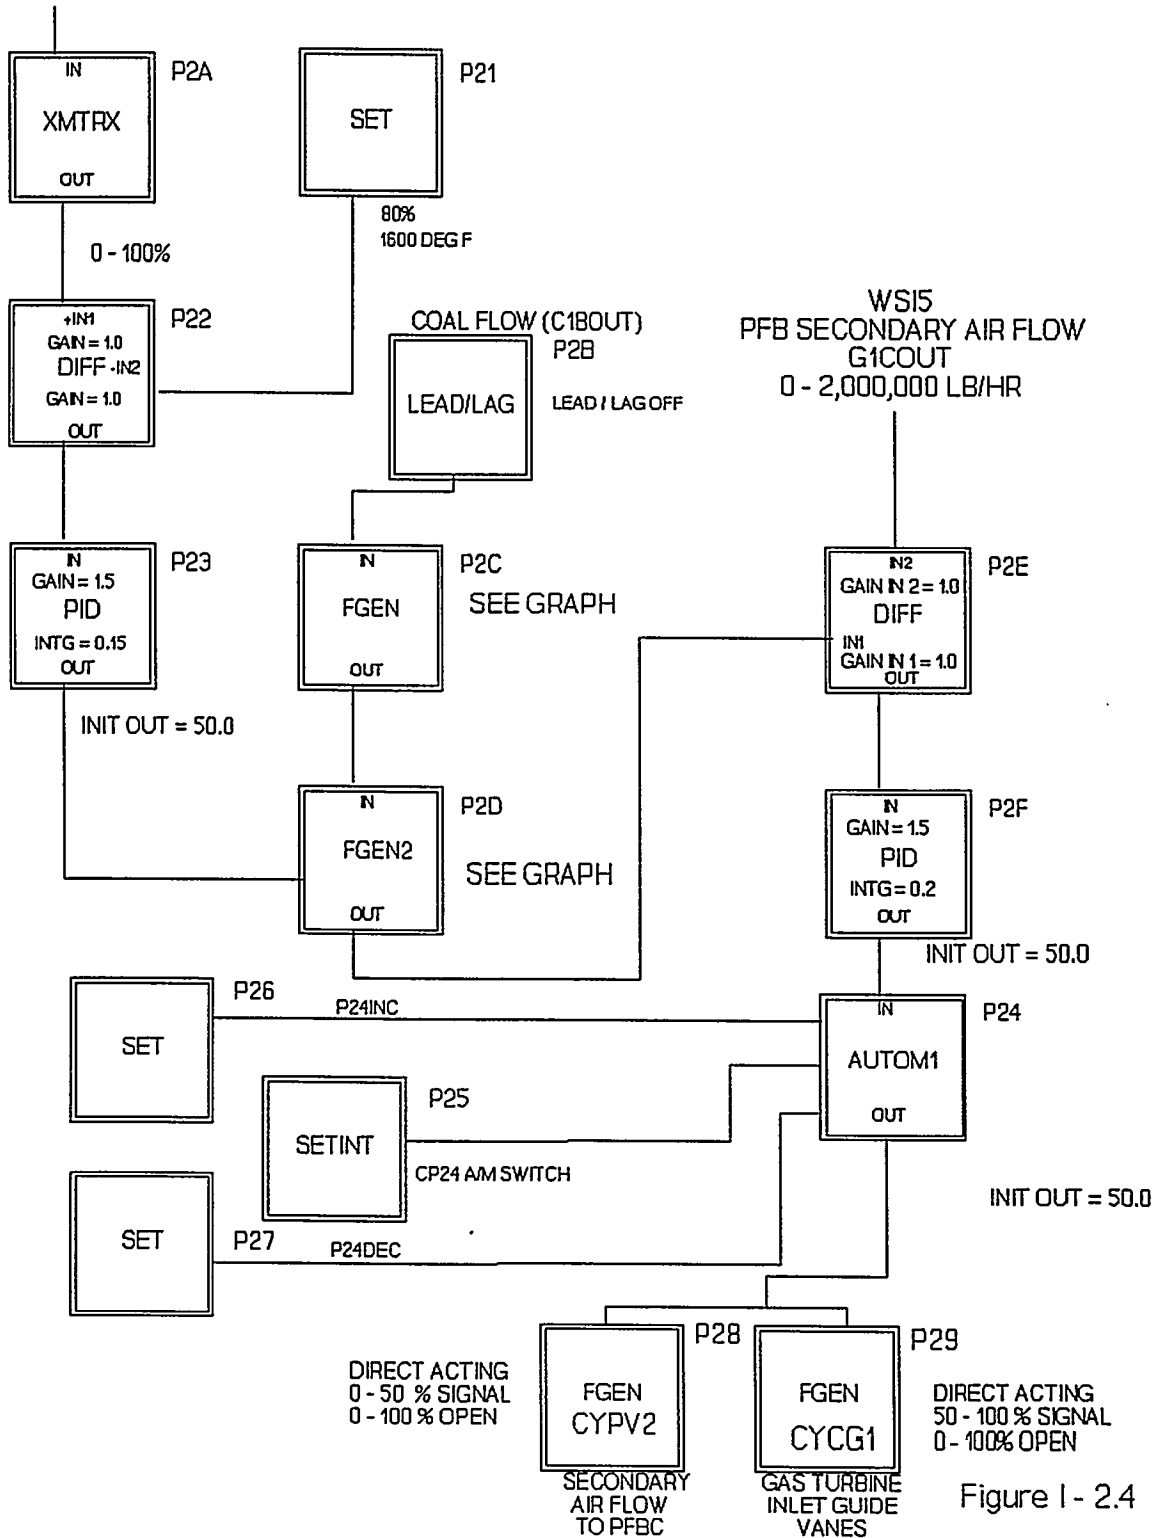 IN
XMTRX
OUT
P2A
SET
P21
80%
1600 DEG F
0 - 100%
+IN1
GAIN = 1.0
DIFF -IN2
GAIN = 1.0
OUT
P22
COAL FLOW (C1BOUT)
P2B
LEAD/LAG
LEAD / LAG OFF
WSI5
PFB SECONDARY AIR FLOW
G1COUT
0 - 2,000,000 LB/HR
IN
GAIN = 1.5
PID
INTG = 0.15
OUT
P23
INIT OUT = 50.0
IN
FGEN
OUT
P2C
SEE GRAPH
IN2
GAIN IN 2 = 1.0
DIFF
IN1
GAIN IN 1 = 1.0
OUT
P2E
IN
FGEN2
OUT
P2D
SEE GRAPH
IN
GAIN = 1.5
PID
INTG = 0.2
OUT
P2F
INIT OUT = 50.0
SET
P26
P24INC
IN
AUTOM1
OUT
P24
SETINT
P25
CP24 A/M SWITCH
INIT OUT = 50.0
SET
P27
P24DEC
DIRECT ACTING
0 - 50 % SIGNAL
0 - 100 % OPEN
FGEN
CYPV2
P28
SECONDARY
AIR FLOW
TO PFBC
FGEN
CYCG1
P29
GAS TURBINE
INLET GUIDE
VANES
DIRECT ACTING
50 - 100 % SIGNAL
0 - 100% OPEN
Figure I - 2.4